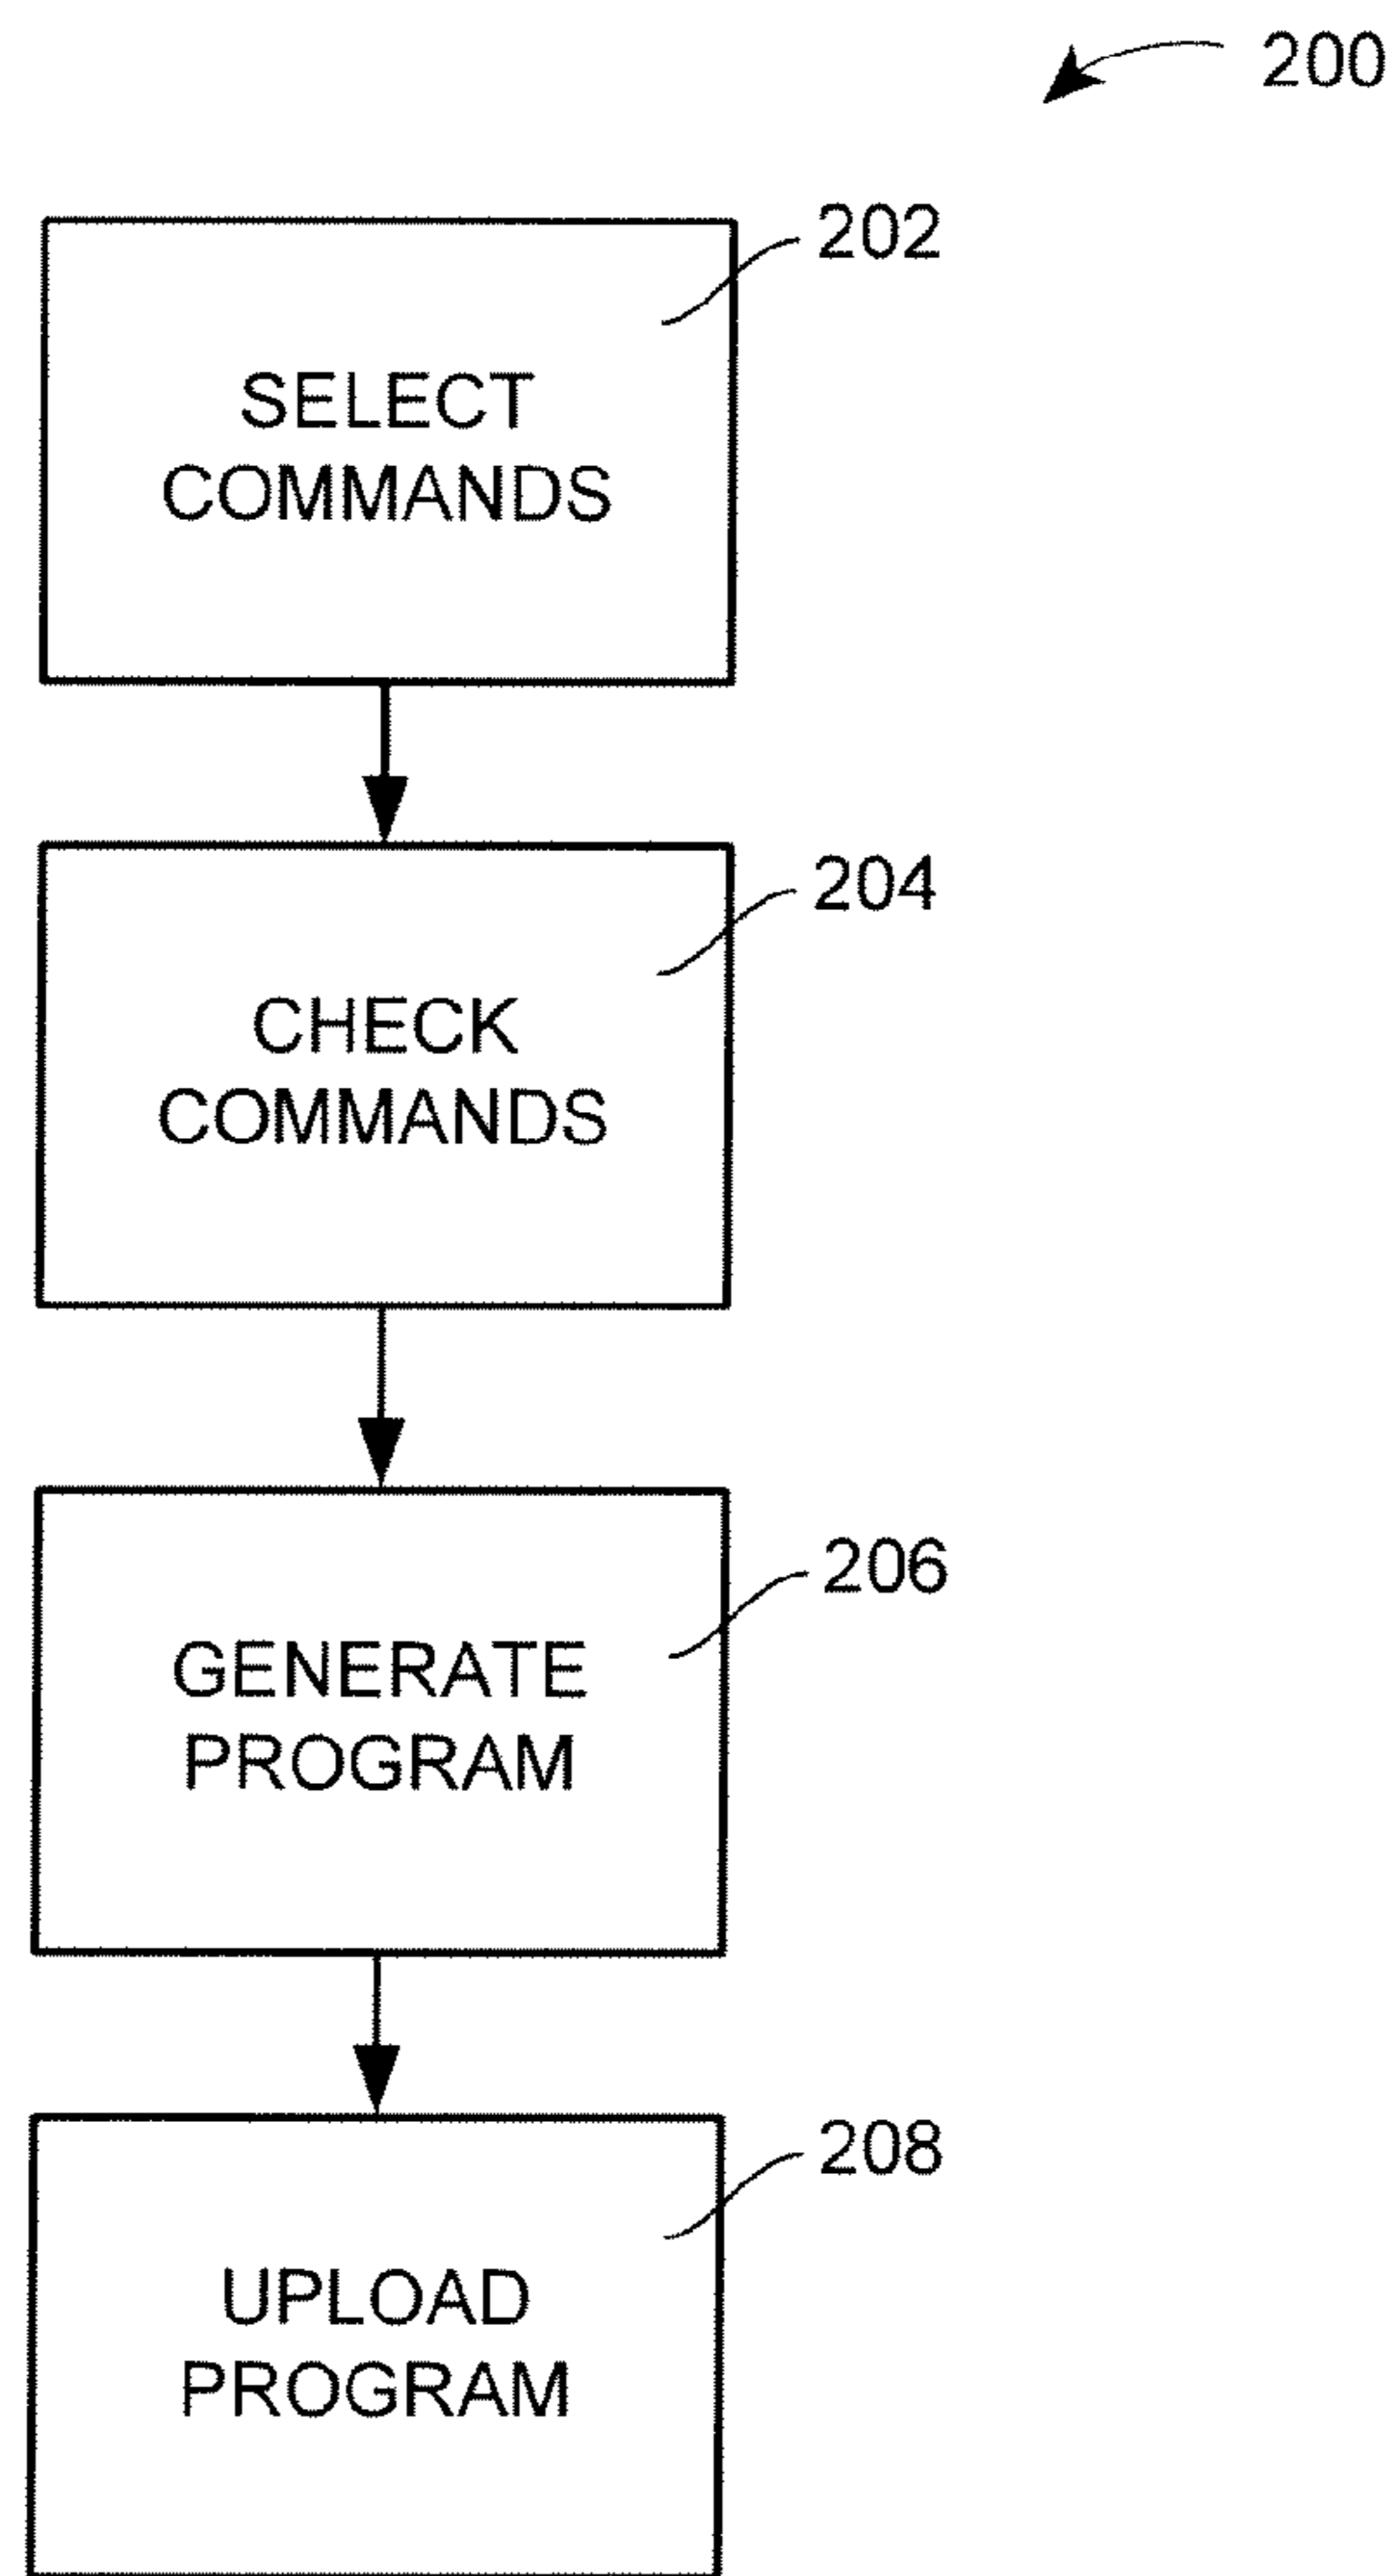 200
202
SELECT
COMMANDS
204
CHECK
COMMANDS
206
GENERATE
PROGRAM
208
UPLOAD
PROGRAM